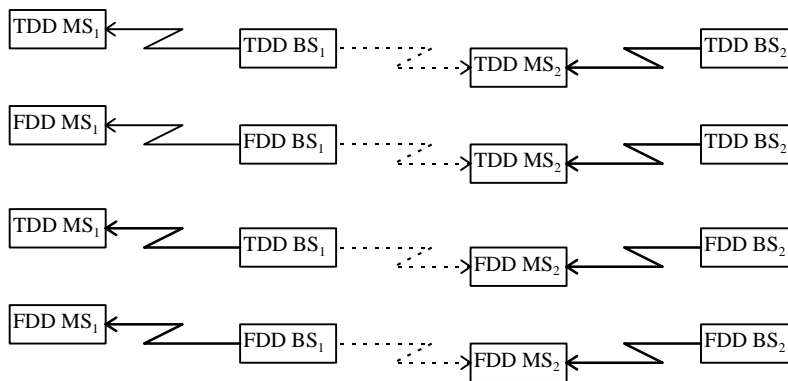 TDD MS₁ TDD BS₁ TDD MS₂ TDD BS₂
FDD MS₁ FDD BS₁ TDD MS₂ TDD BS₂
TDD MS₁ TDD BS₁ FDD MS₂ FDD BS₂
FDD MS₁ FDD BS₁ FDD MS₂ FDD BS₂